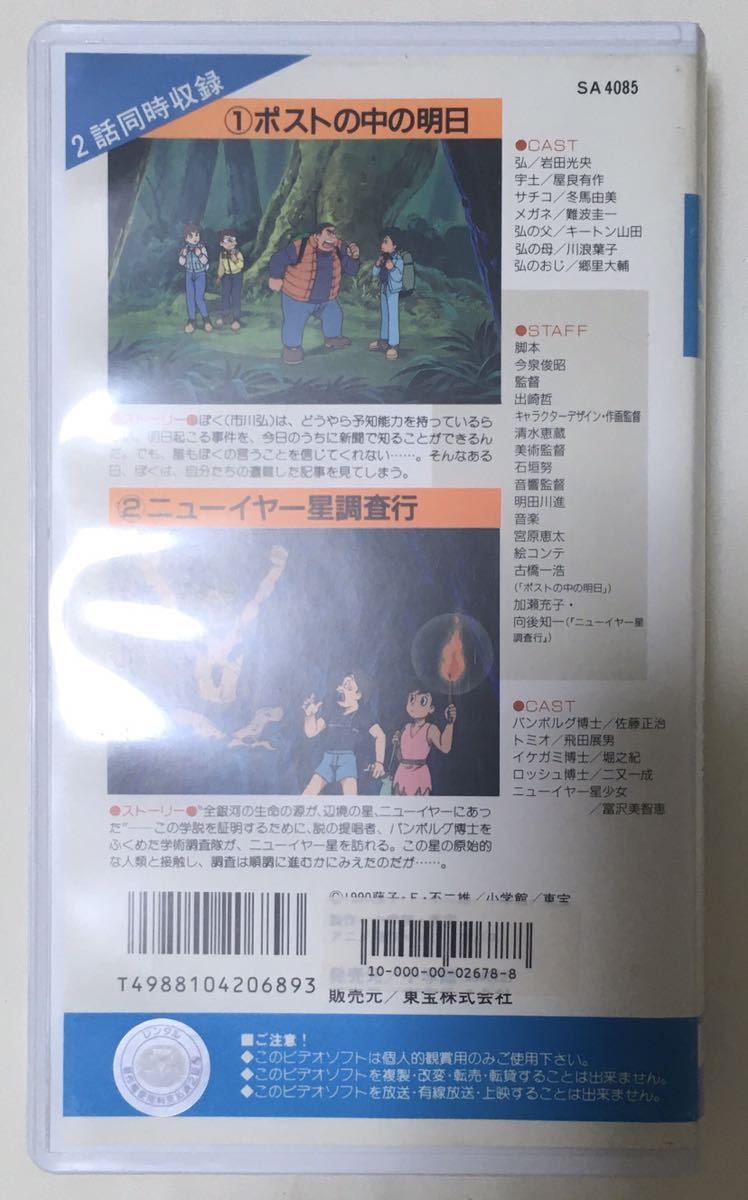 2話同時収録
SA4085
①ポストの中の明日
●ストーリー●ぼく(市川弘)は、どうやら予知能力を持っているら
しい。明日起こる事件を、今日のうちに新聞で知ることができるん
だ。でも、誰もぼくの言うことを信じてくれない……。そんなある
日、ぼくは、自分たちの遭難した記事を見てしまう。
②ニューイヤー星調査行
●ストーリー●“全銀河の生命の源が、辺境の星、ニューイヤーにあっ
た”——この学説を証明するために、説の提唱者、バンボルグ博士を
ふくめた学術調査隊が、ニューイヤー星を訪れる。この星の原始的
な人類と接触し、調査は順調に進むかにみえたのだが……。
●CAST
弘/岩田光央
宇土/屋良有作
サチコ/冬馬由美
メガネ/難波圭一
弘の父/キートン山田
弘の母/川浪葉子
弘のおじ/郷里大輔
●STAFF
脚本
今泉俊昭
監督
出崎哲
キャラクターデザイン・作画監督
清水恵蔵
美術監督
石垣努
音響監督
明田川進
音楽
宮原恵太
絵コンテ
古橋一浩
(「ポストの中の明日」)
加瀬充子・
向後知一(「ニューイヤー星
調査行」)
●CAST
バンボルグ博士/佐藤正治
トミオ/飛田展男
イケガミ博士/堀之紀
ロッシュ博士/二又一成
ニューイヤー星少女
/富沢美智恵
©1990藤子・F・不二雄/小学館/東宝
T4988104206893
10-000-00-02678-8
販売元/東宝株式会社
レンタル
■ご注意!
◆このビデオソフトは個人的観賞用のみご使用下さい。
◆このビデオソフトを複製・改変・転売・転貸することは出来ません。
◆このビデオソフトを放送・有線放送・上映することは出来ません。